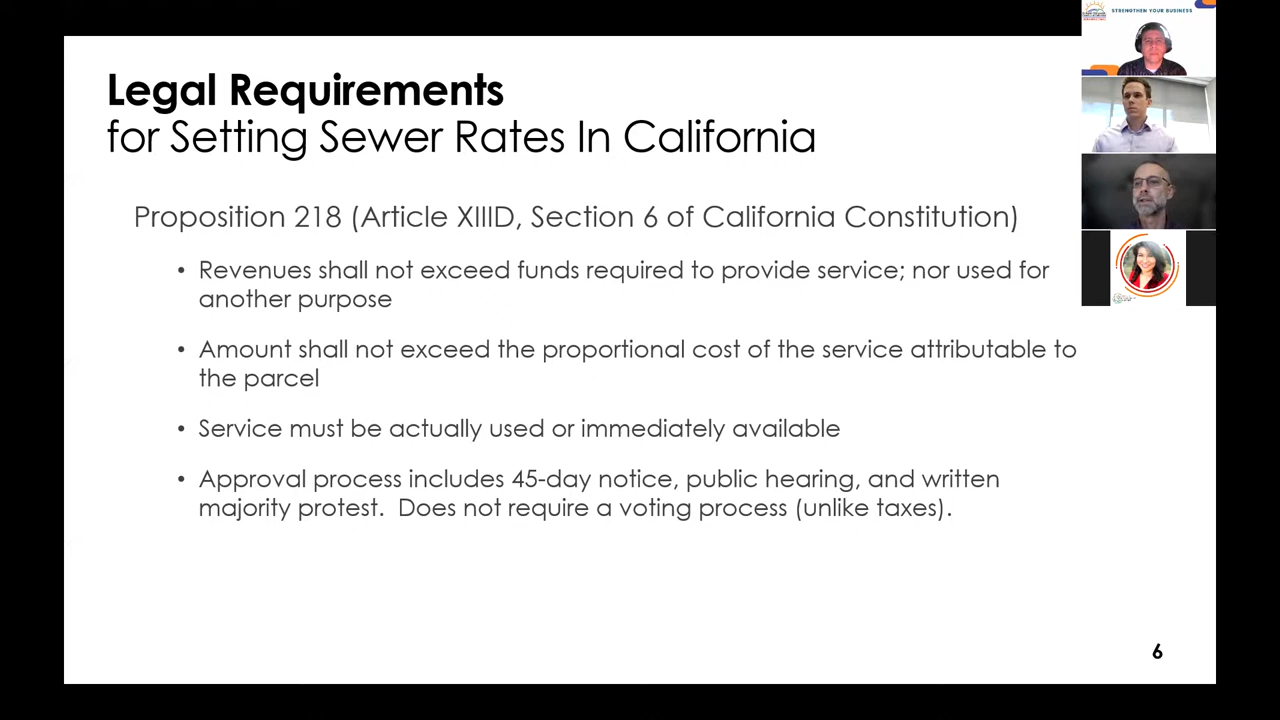 STRENGTHEN YOUR BUSINESS
Legal Requirements
for Setting Sewer Rates In California
Proposition 218 (Article XIIID, Section 6 of California Constitution)
• Revenues shall not exceed funds required to provide service; nor used for
another purpose
• Amount shall not exceed the proportional cost of the service attributable to
the parcel
• Service must be actually used or immediately available
• Approval process includes 45-day notice, public hearing, and written
majority protest.  Does not require a voting process (unlike taxes).
6